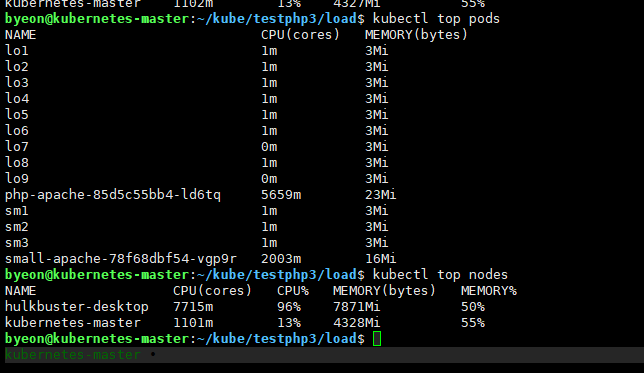 kubernetes-master 1102m 13% 4327Mi 55%
byeon@kubernetes-master:~/kube/testphp3/load$ kubectl top pods
NAME CPU(cores) MEMORY(bytes)
lo1 1m 3Mi
lo2 1m 3Mi
lo3 1m 3Mi
lo4 1m 3Mi
lo5 1m 3Mi
lo6 1m 3Mi
lo7 0m 3Mi
lo8 1m 3Mi
lo9 0m 3Mi
php-apache-85d5c55bb4-ld6tq 5659m 23Mi
sm1 1m 3Mi
sm2 1m 3Mi
sm3 1m 3Mi
small-apache-78f68dbf54-vgp9r 2003m 16Mi
byeon@kubernetes-master:~/kube/testphp3/load$ kubectl top nodes
NAME CPU(cores) CPU% MEMORY(bytes) MEMORY%
hulkbuster-desktop 7715m 96% 7871Mi 50%
kubernetes-master 1101m 13% 4328Mi 55%
byeon@kubernetes-master:~/kube/testphp3/load$
kubernetes-master •